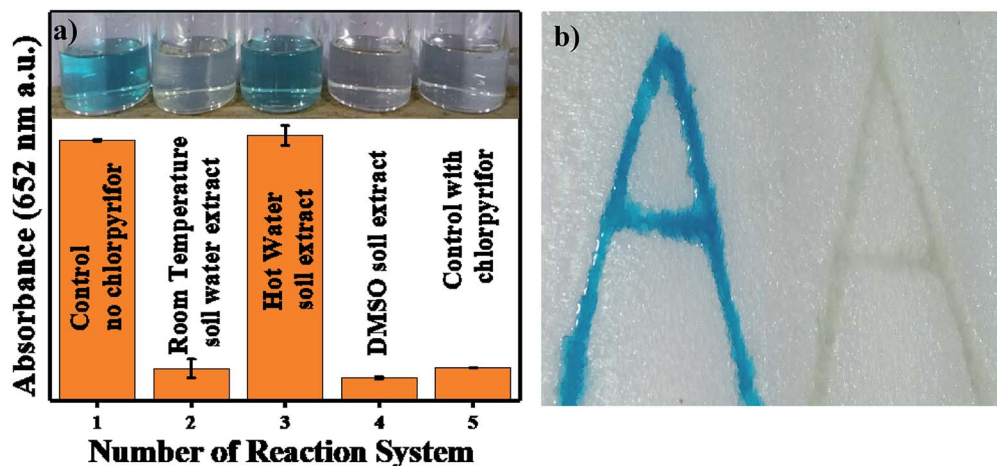 a)
Absorbance (652 nm a.u.)
Control
no chlorpyrifor
Room Temperature
soil water extract
Hot Water
soil extract
DMSO soil extract
Control with
chlorpyrifor
1 2 3 4 5
Number of Reaction System
b)
A A